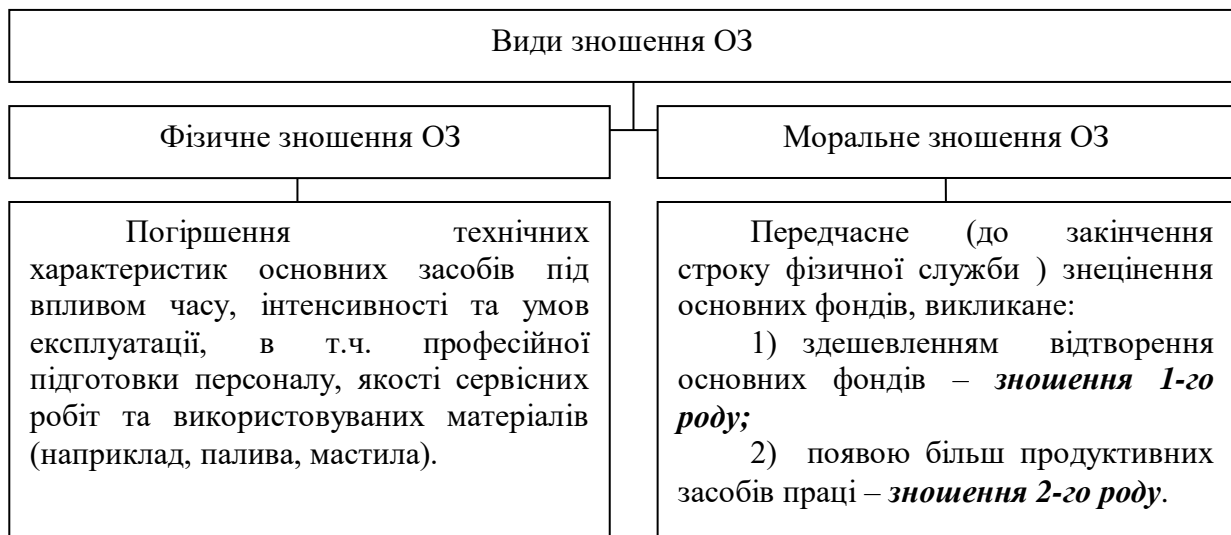 Види зношення ОЗ
Фізичне зношення ОЗ
Моральне зношення ОЗ
Погіршення технічних
характеристик основних засобів під
впливом часу, інтенсивності та умов
експлуатації, в т.ч. професійної
підготовки персоналу, якості сервісних
робіт та використовуваних матеріалів
(наприклад, палива, мастила).
Передчасне (до закінчення
строку фізичної служби ) знецінення
основних фондів, викликане:
1) здешевленням відтворення
основних фондів – зношення 1-го
роду;
2) появою більш продуктивних
засобів праці – зношення 2-го роду.